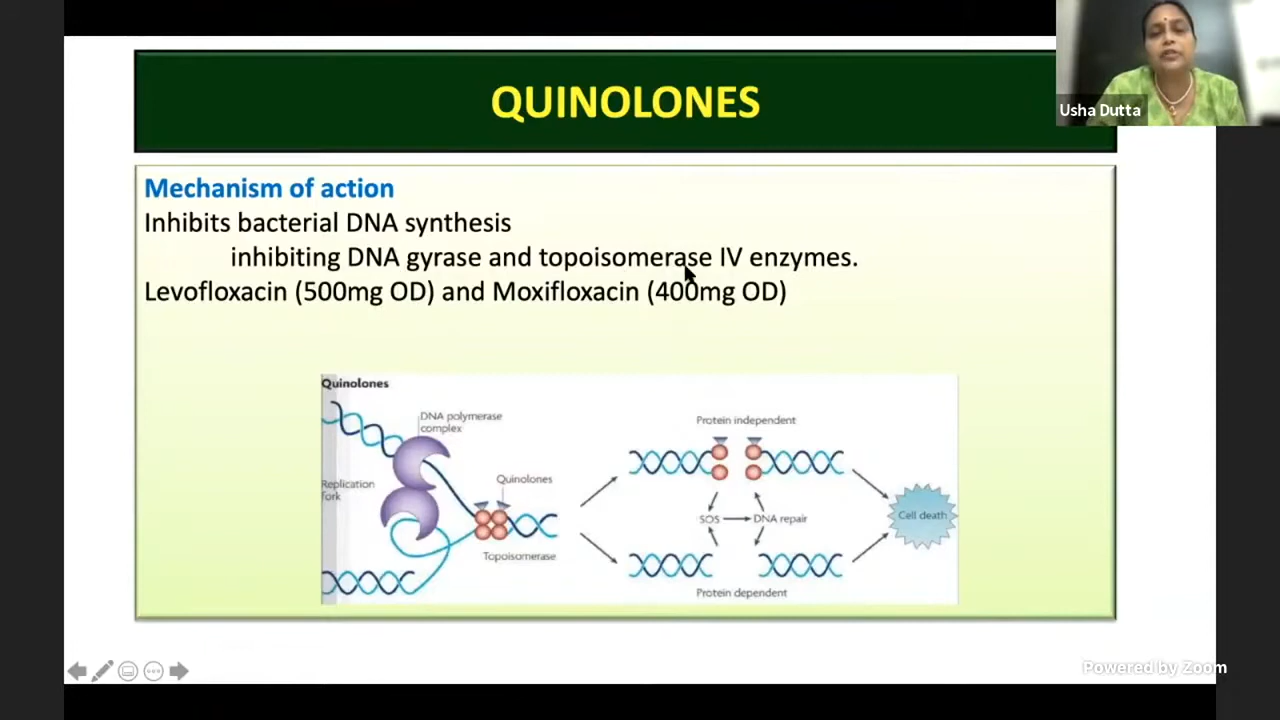 QUINOLONES
Usha Dutta
Mechanism of action
Inhibits bacterial DNA synthesis
inhibiting DNA gyrase and topoisomerase IV enzymes.
Levofloxacin (500mg OD) and Moxifloxacin (400mg OD)
Quinolones
DNA polymerase
complex
Replication
fork
Quinolones
Topoisomerase
Protein independent
SOS
DNA repair
Protein dependent
Cell death
Powered by Zoom